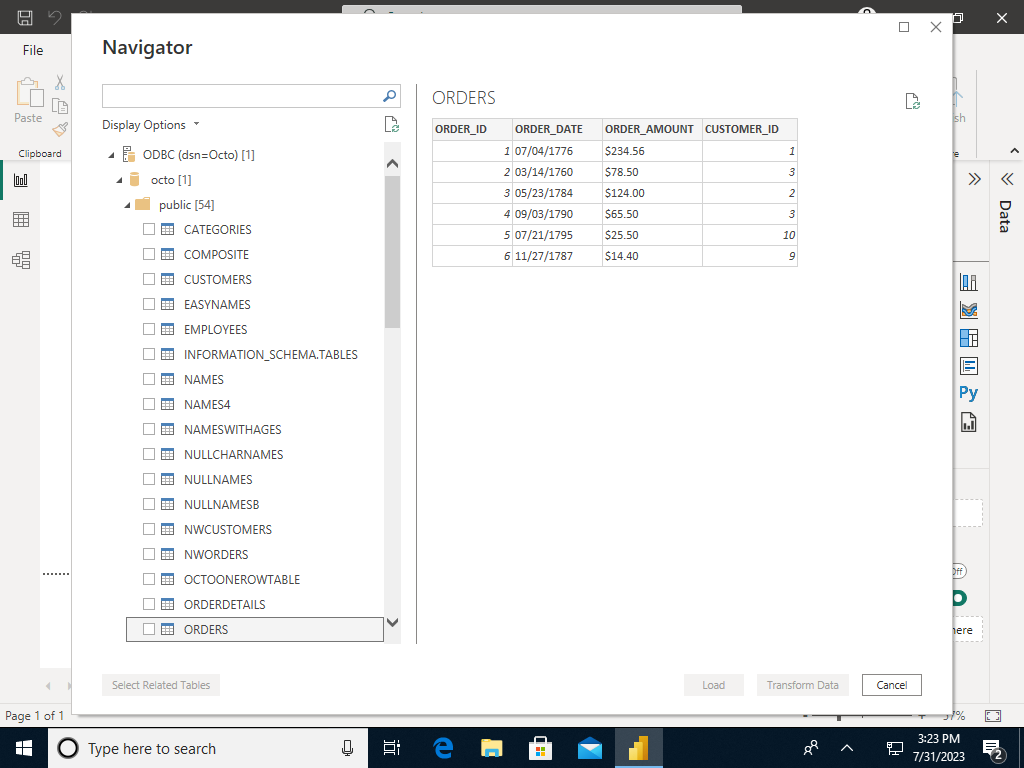 Navigator
File
Paste
Clipboard
Display Options
ODBC (dsn=Octo) [1]
octo [1]
public [54]
CATEGORIES
COMPOSITE
CUSTOMERS
EASYNAMES
EMPLOYEES
INFORMATION_SCHEMA.TABLES
NAMES
NAMES4
NAMESWITHAGES
NULLCHARNAMES
NULLNAMES
NULLNAMESB
NWCUSTOMERS
NWORDERS
OCTOONEROWTABLE
ORDERDETAILS
ORDERS
ORDERS
ORDER_ID ORDER_DATE ORDER_AMOUNT CUSTOMER_ID
1 07/04/1776 $234.56 1
2 03/14/1760 $78.50 3
3 05/23/1784 $124.00 2
4 09/03/1790 $65.50 3
5 07/21/1795 $25.50 10
6 11/27/1787 $14.40 9
Data
Py
Off
here
Select Related Tables
Load
Transform Data
Cancel
Page 1 of 1
Type here to search
3:23 PM
7/31/2023
2